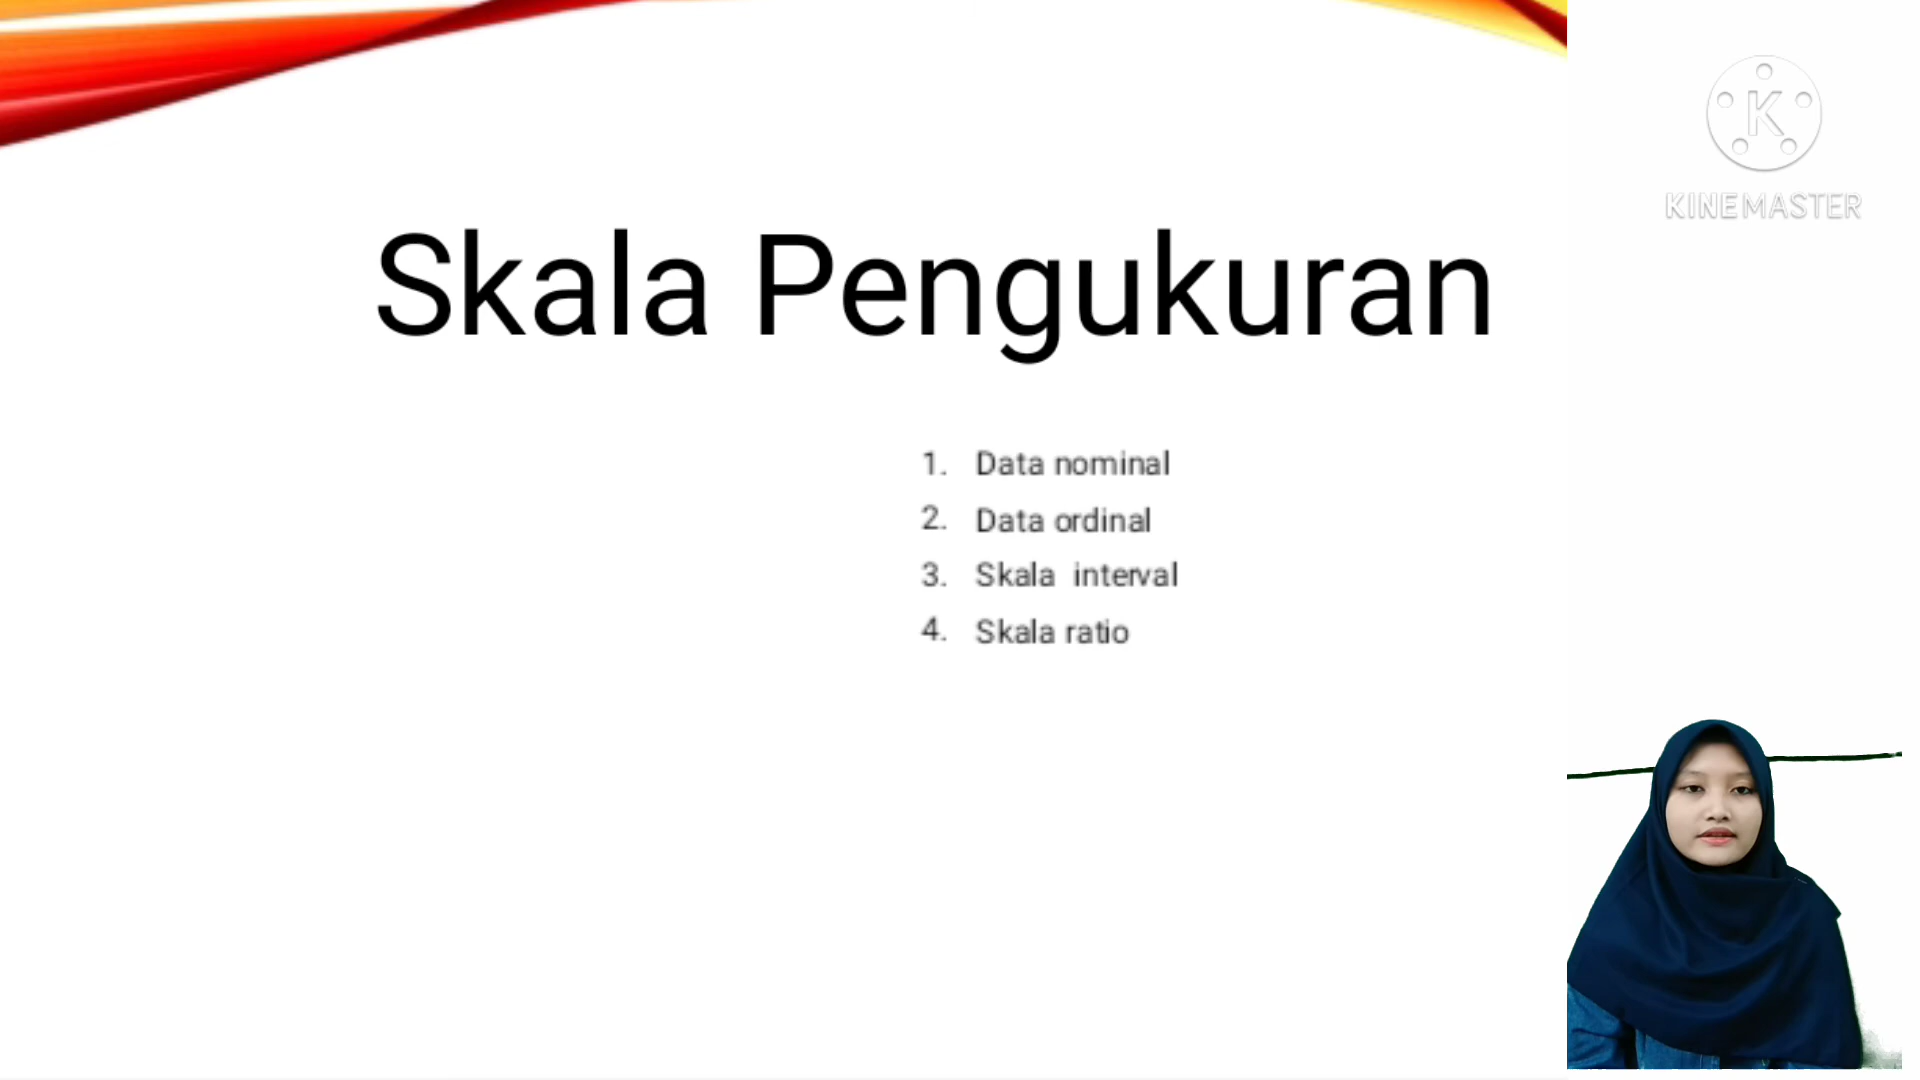 K
KINEMASTER
Skala Pengukuran
1. Data nominal
2. Data ordinal
3. Skala interval
4. Skala ratio